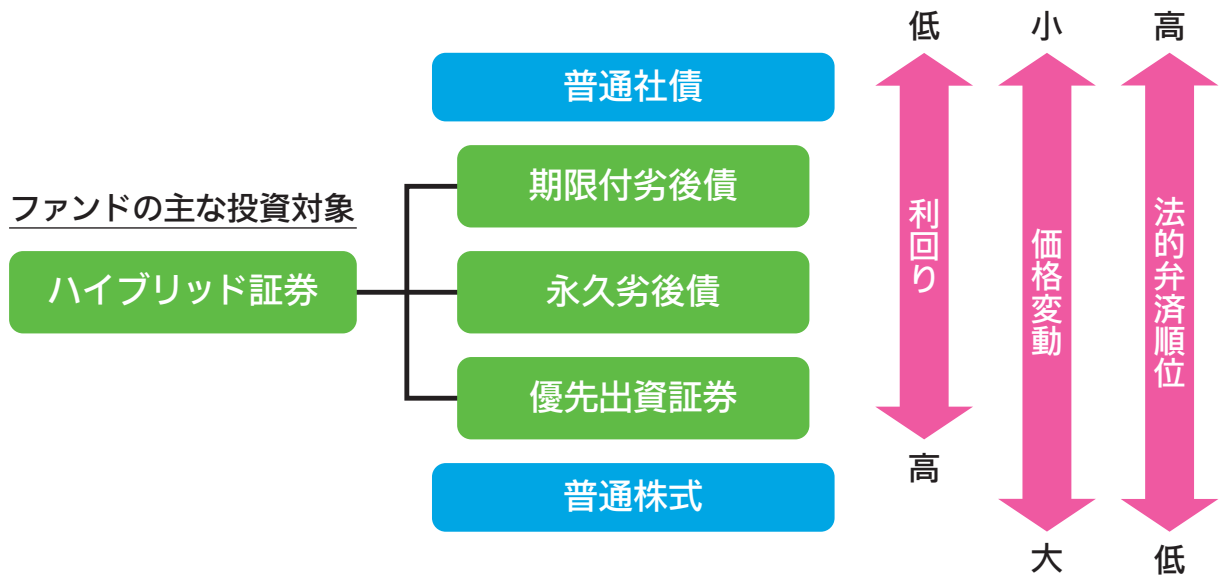 低
小
高
普通社債
期限付劣後債
ファンドの主な投資対象
ハイブリッド証券
永久劣後債
優先出資証券
普通株式
利回り
価格変動
法的弁済順位
高
大
低